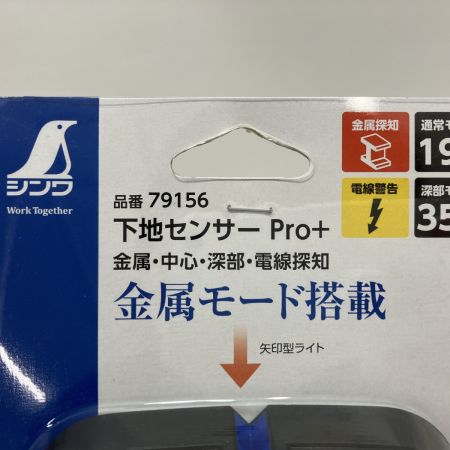 シンワ
Work Together
品番 79156
下地センサー Pro+
金属・中心・深部・電線探知
金属モード搭載
矢印型ライト
金属探知
電線警告
通常モ
19
深部モ
35